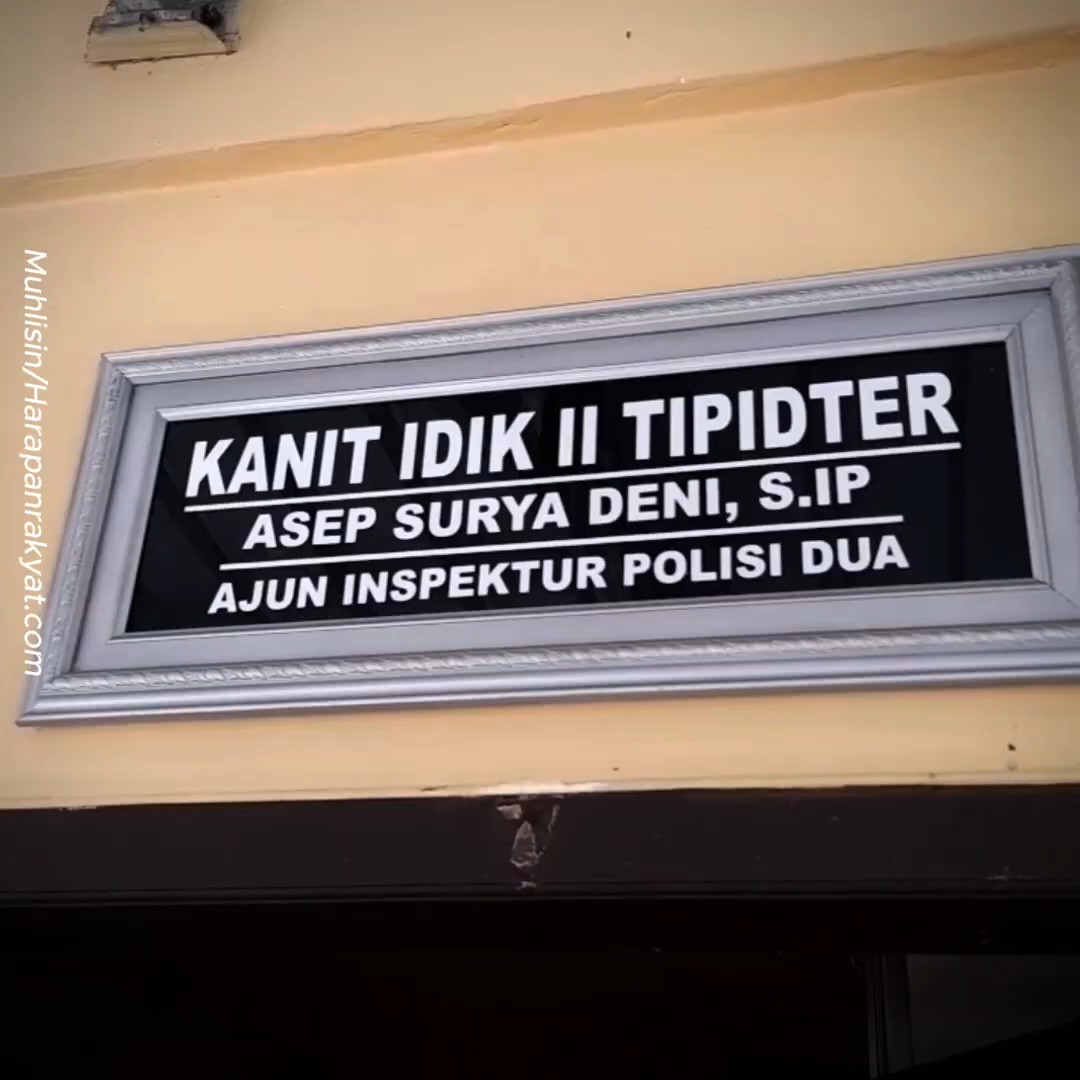 KANIT IDIK II TIPIDTER
ASEP SURYA DENI, S.IP
AJUN INSPEKTUR POLISI DUA
Muhlisin/Harapanrakyat.com